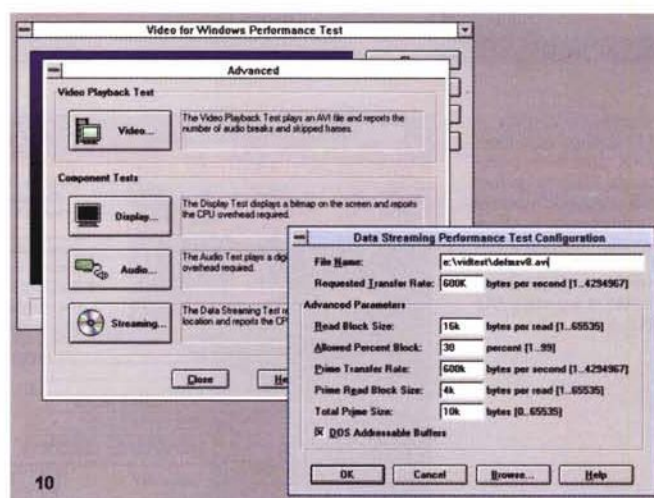 Video for Windows Performance Test
Advanced
Video Playback Test
Video...
The Video Playback Test plays an AVI file and reports the
number of audio breaks and skipped frames.
Component Tests
Display...
The Display Test displays a bitmap on the screen and reports
the CPU overhead required.
Audio...
The Audio Test plays a
overhead required.
Streaming...
The Data Streaming Test
location and reports the
Close
Data Streaming Performance Test Configuration
File Name:
Requested Transfer Rate: 600K bytes per second [1..4294967]
Advanced Parameters
Read Block Size: 16k bytes per read [1..65535]
Allowed Percent Block: 30 percent [1..99]
Prime Transfer Rate: 600k bytes per second [1..4294967]
Prime Read Block Size: 4k bytes per read [1..65535]
Total Prime Size: 10k bytes [0..65535]
DOS Addressable Buffers
OK Cancel Browse... Help
10